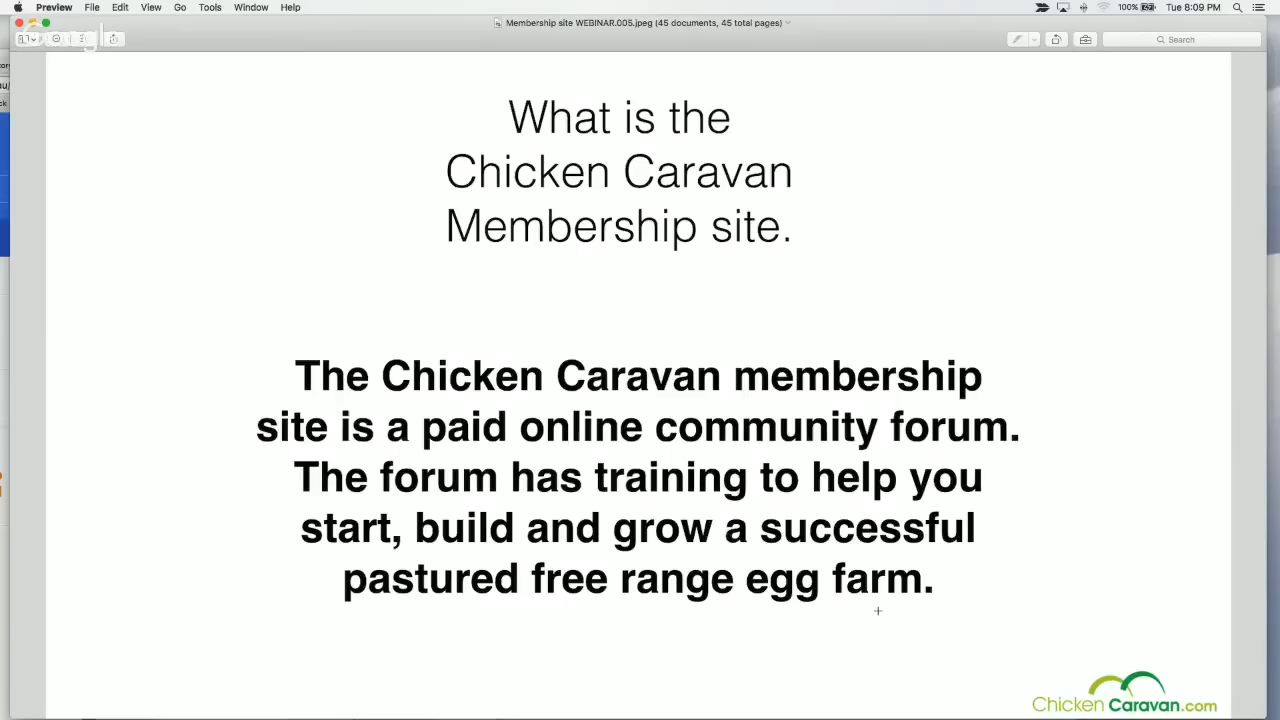 Preview File Edit View Go Tools Window Help
100% Tue 8:09 PM
Membership site WEBINAR.005.jpeg (45 documents, 45 total pages)
Search
What is the
Chicken Caravan
Membership site.
The Chicken Caravan membership
site is a paid online community forum.
The forum has training to help you
start, build and grow a successful
pastured free range egg farm.
Chicken Caravan.com